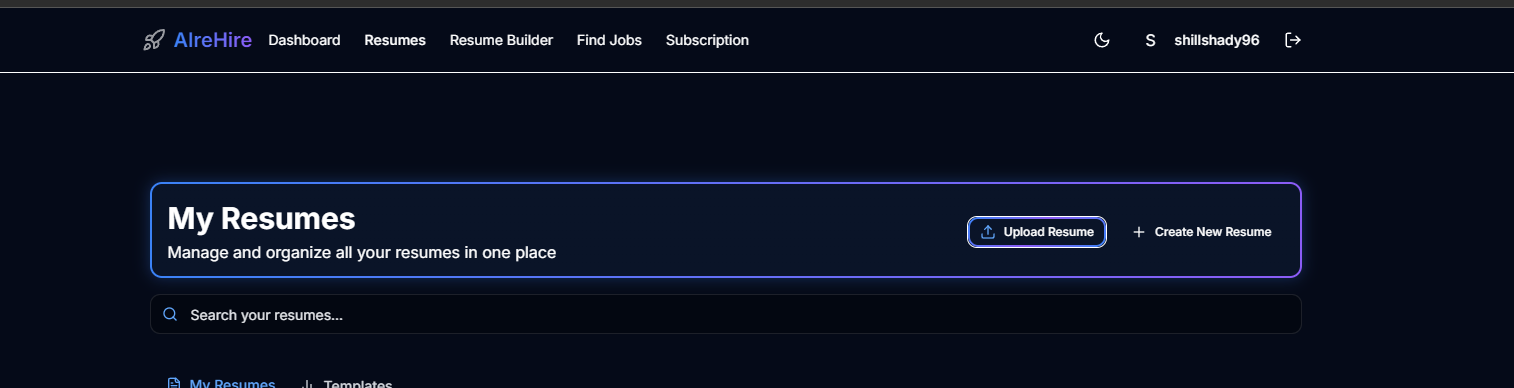 AIreHire Dashboard Resumes Resume Builder Find Jobs Subscription S shillshady96
My Resumes
Manage and organize all your resumes in one place
Upload Resume Create New Resume
Search your resumes...
My Resumes Templates